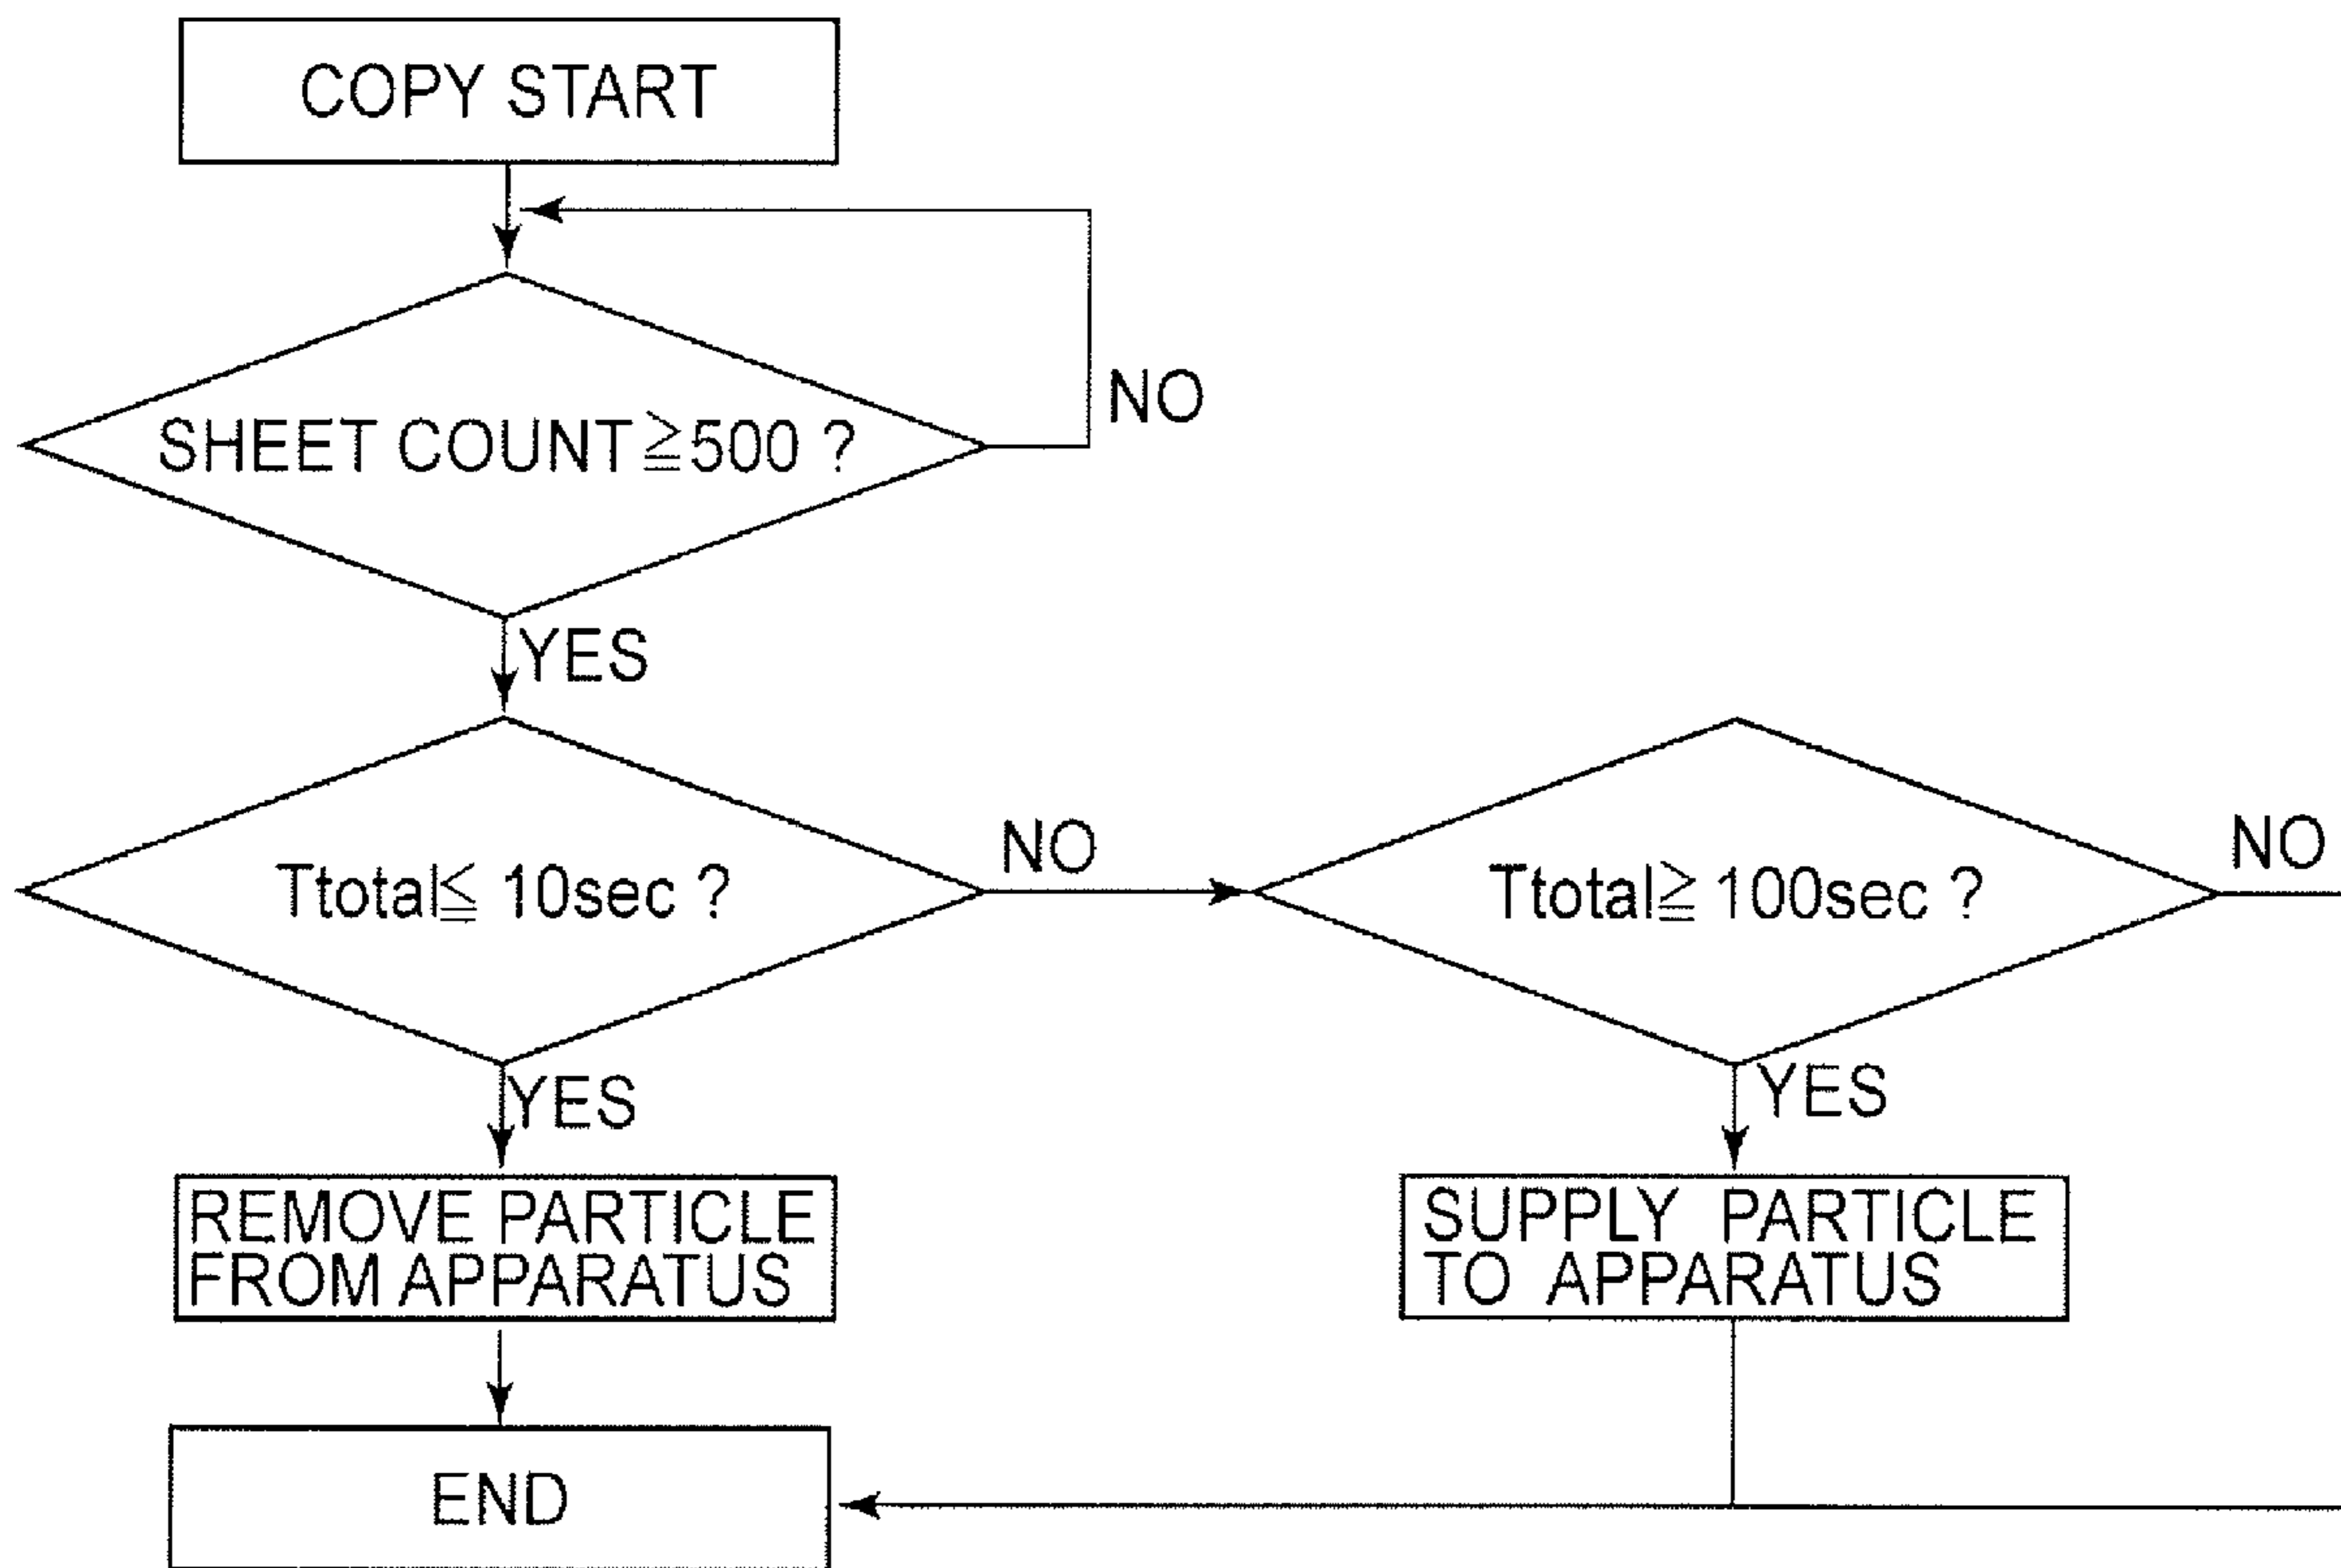 COPY START
NO
SHEET COUNT≧500 ?
YES
Ttotal≦ 10sec ?
NO
Ttotal≧ 100sec ?
NO
YES
YES
REMOVE PARTICLE
FROM APPARATUS
SUPPLY PARTICLE
TO APPARATUS
END